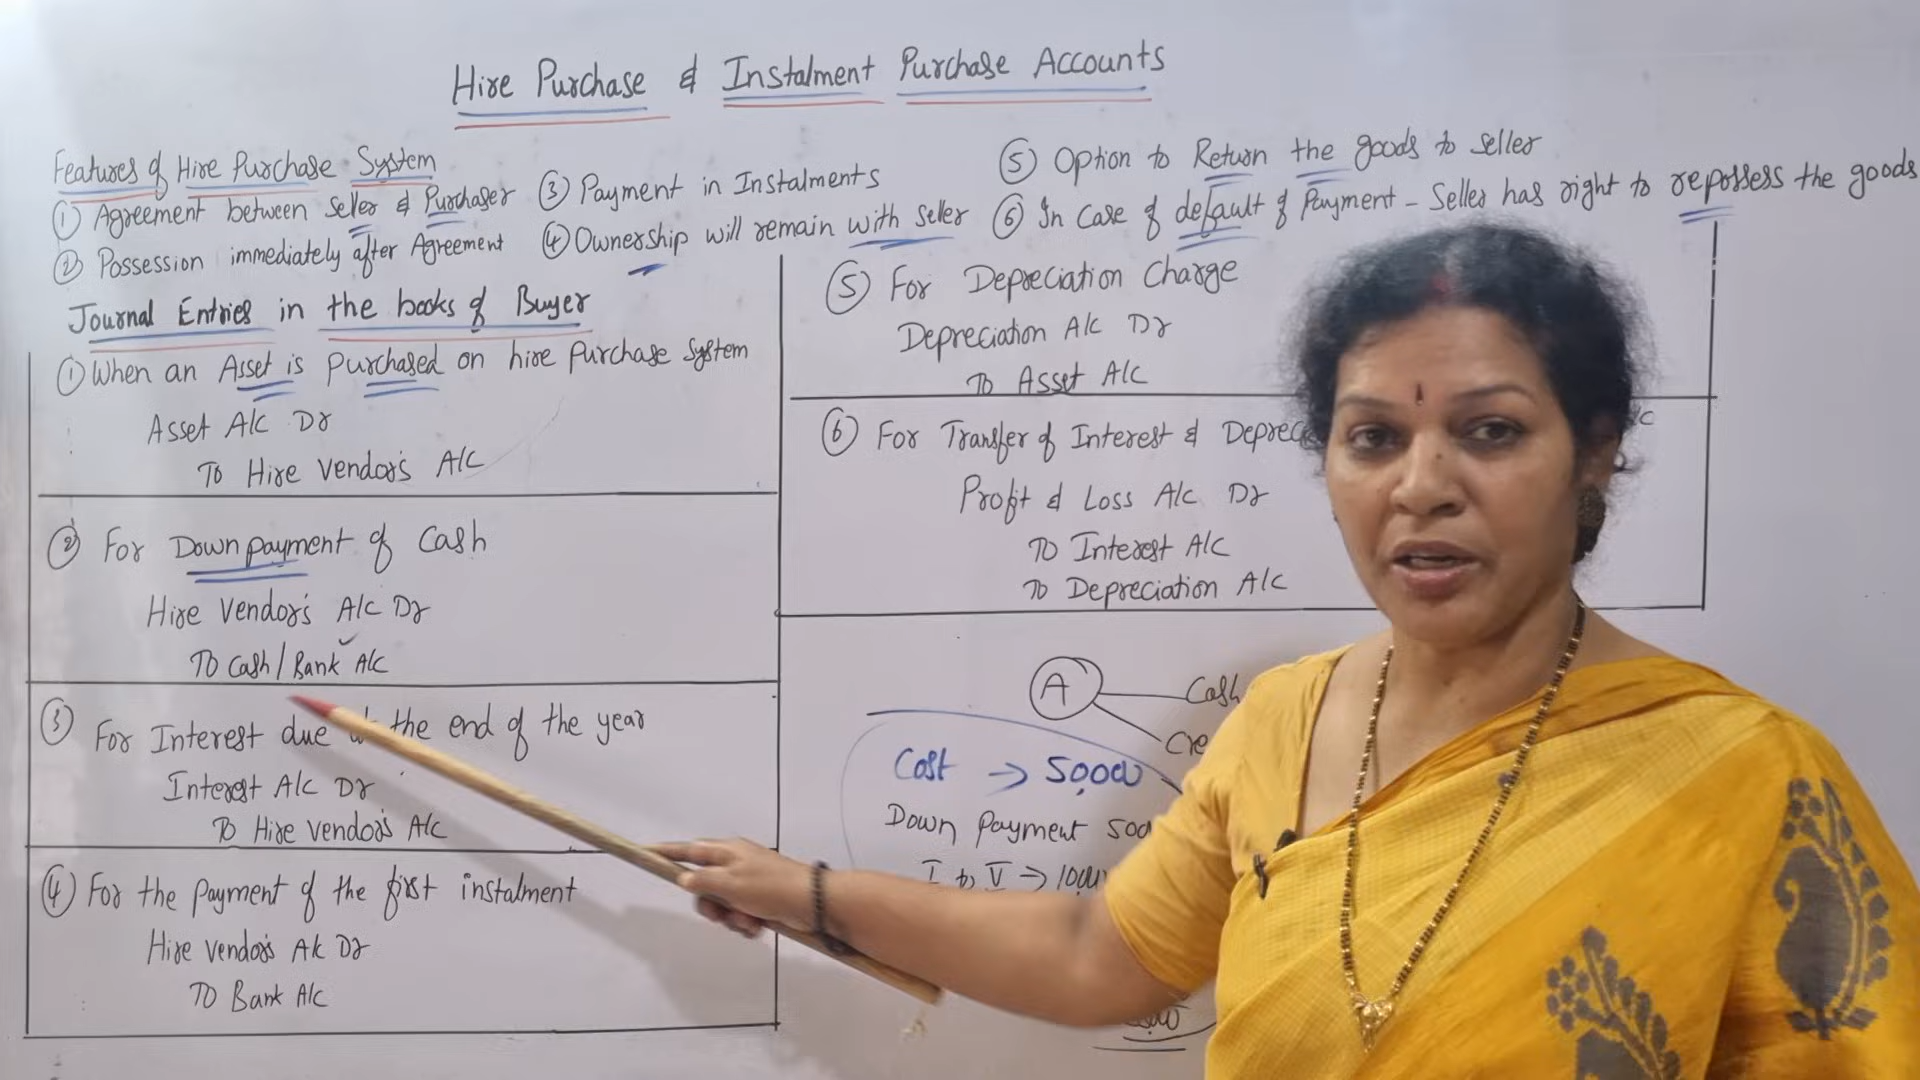 Hire Purchase & Instalment Purchase Accounts
Features of Hire Purchase System
① Agreement between Seller & Purchaser
② Possession immediately after Agreement
③ Payment in Instalments
④ Ownership will remain with seller
⑤ Option to Return the goods to seller
⑥ In Case of default of Payment - Seller has right to repossess the goods
Journal Entries in the books of Buyer
① When an Asset is purchased on hire purchase system
Asset A/c Dr
To Hire Vendor's A/c
② For Down payment of Cash
Hire Vendor's A/c Dr
To Cash/Bank A/c
③ For Interest due the end of the year
Interest A/c Dr
To Hire Vendor's A/c
④ For the payment of the first instalment
Hire Vendor's A/c Dr
To Bank A/c
⑤ For Depreciation Charge
Depreciation A/c Dr
To Asset A/c
⑥ For Transfer of Interest &
Profit & Loss A/c Dr
To Interest A/c
To Depreciation A/c
A
Cash
Cost → 50,000
Down Payment
I to V →